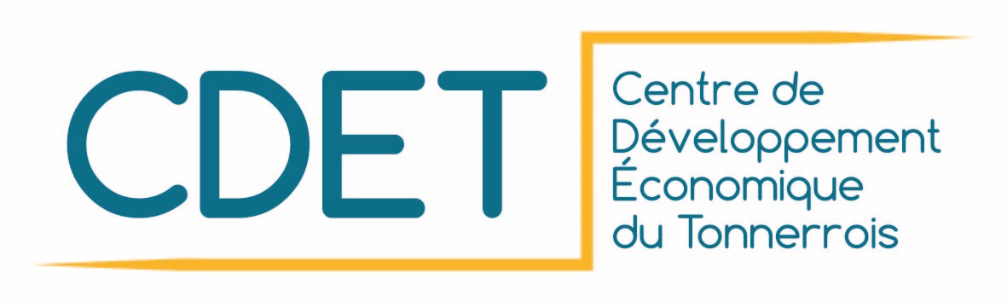 CDET
Centre de
Développement
Économique
du Tonnerrois